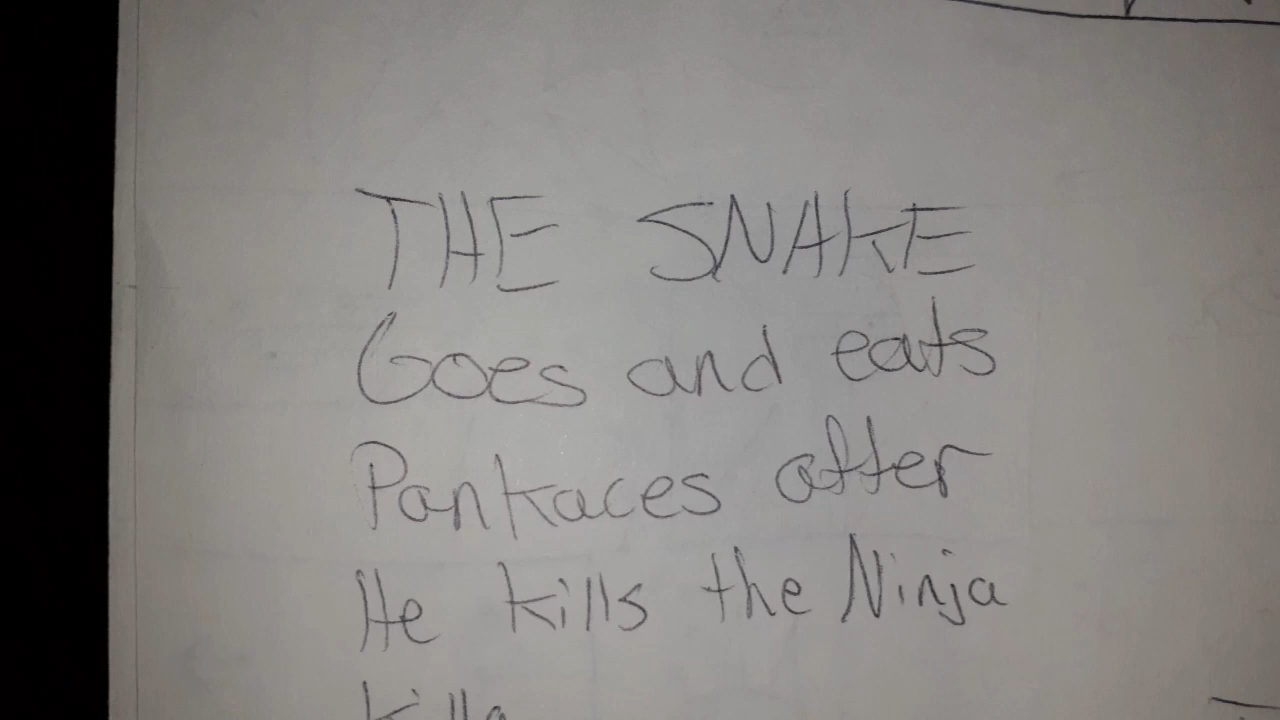 THE SNAKE
Goes and eats
Pankaces after
He kills the Ninja